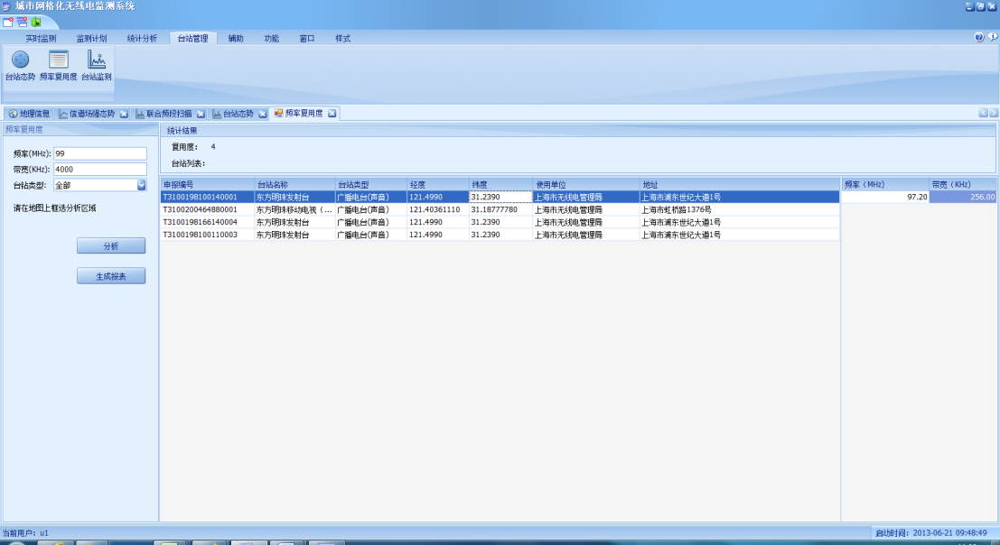 城市网格化无线电监测系统
实时监测 监测计划 统计分析 台站管理 辅助 功能 窗口 样式
台站态势 频率复用度 台站监测
地理信息 信道场强态势 联合频段扫描 台站态势 频率复用度
频率复用度
频率(MHz): 99
带宽(KHz): 4000
台站类型: 全部
请在地图上框选分析区域
分析
生成报表
统计结果
复用度: 4
台站列表:
申报编号 台站名称 台站类型 经度 纬度 使用单位 地址 频率（MHz） 带宽（KHz）
T3100198100140001 东方明珠发射台 广播电台(声音) 121.4990 31.2390 上海市无线电管理局 上海市浦东世纪大道1号 97.20 256.00
T3100200464880001 东方明珠移动电视（... 广播电台(声音) 121.40361110 31.18777780 上海市无线电管理局 上海市虹桥路1376号
T3100198166140004 东方明珠发射台 广播电台(声音) 121.4990 31.2390 上海市无线电管理局 上海市浦东世纪大道1号
T3100198100110003 东方明珠发射台 广播电台(声音) 121.4990 31.2390 上海市无线电管理局 上海市浦东世纪大道1号
当前用户: u1
启动时间: 2013-06-21 09:48:49